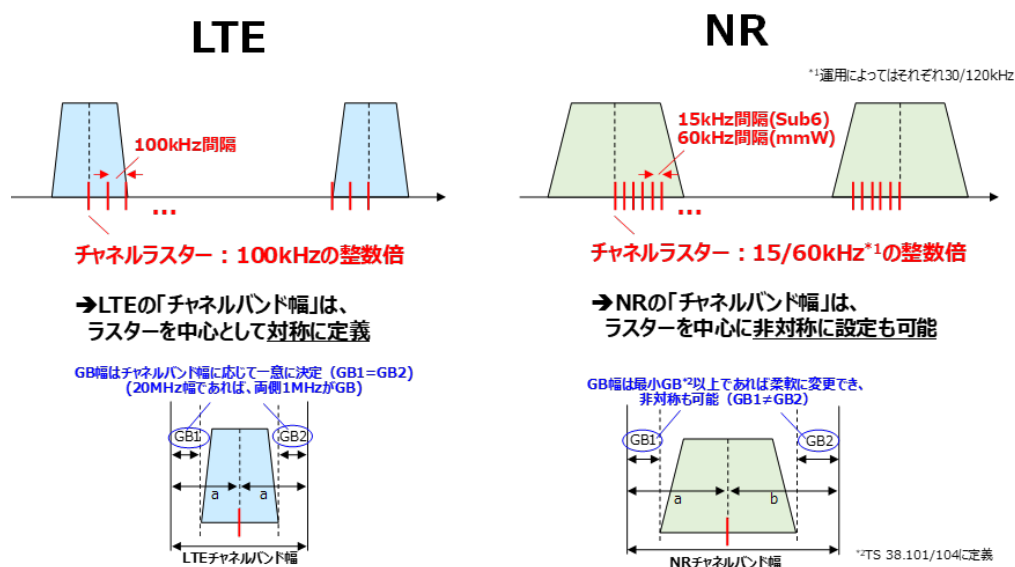 LTE
100kHz間隔
...
チャネルラスター：100kHzの整数倍
➔LTEの「チャネルバンド幅」は、
ラスターを中心として対称に定義
GB幅はチャネルバンド幅に応じて一意に決定（GB1=GB2）
(20MHz幅であれば、両側1MHzがGB)
GB1
GB2
a
a
LTEチャネルバンド幅
NR
*1運用によってはそれぞれ30/120kHz
15kHz間隔(Sub6)
60kHz間隔(mmW)
...
チャネルラスター：15/60kHz*1の整数倍
➔NRの「チャネルバンド幅」は、
ラスターを中心に非対称に設定も可能
GB幅は最小GB*2以上であれば柔軟に変更でき、
非対称も可能（GB1≠GB2）
GB1
GB2
a
b
NRチャネルバンド幅
*2TS 38.101/104に定義